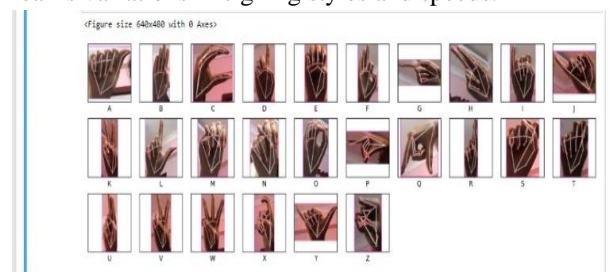 <Figure size 640x480 with 0 Axes>
A B C D E F G H I J
K L M N O P Q R S T
U V W X Y Z